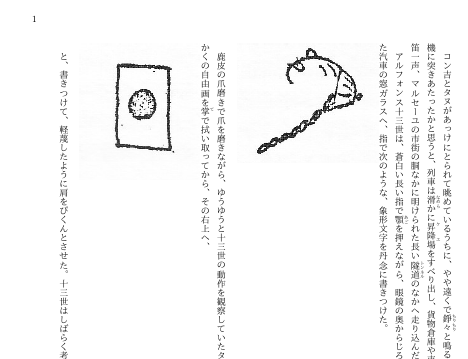 1
コン吉とタヌがあっけにとられて眺めているうちに、やや遠くで錚々と鳴る
機に突きあたったかと思うと、列車は滑かに昇降場をすべり出し、貨物倉庫や
笛一声、マルセーユの市街の胴なかに明けられた長い隧道のなかへ走り込んだ
アルフォンス十三世は、蒼白い長い指で顎を押えながら、眼鏡の奥からじろ
た汽車の窓ガラスへ、指で次のような、象形文字を丹念に書きつけた。
鹿皮の爪磨きで爪を磨きながら、ゆうゆうと十三世の動作を観察していたタ
かくの自由画を掌で拭い取ってから、その右上へ、
と、書きつけて、軽蔑したように肩をぴくんとさせた。十三世はしばらく考